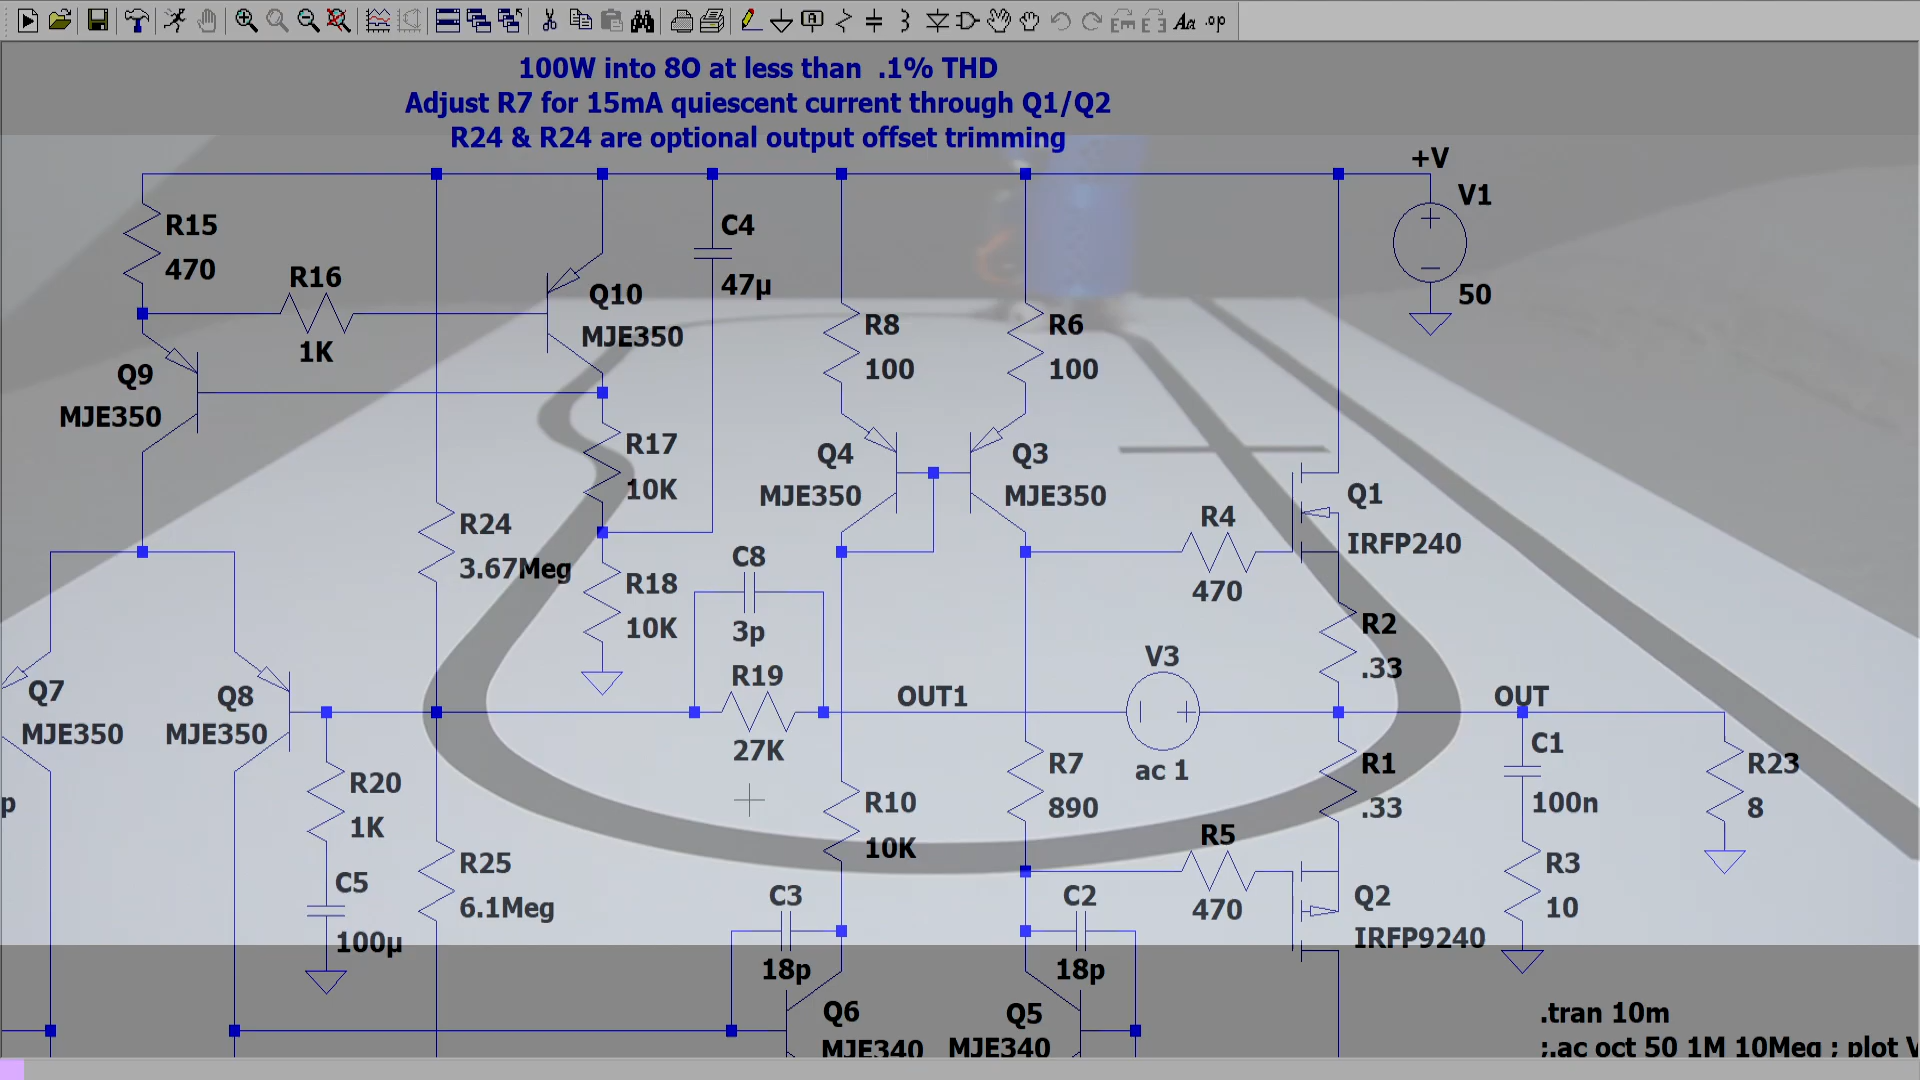 100W into 8O at less than .1% THD
Adjust R7 for 15mA quiescent current through Q1/Q2
R24 & R24 are optional output offset trimming
+V
V1
50
R15
470
R16
1K
Q10
MJE350
C4
47µ
R8
100
R6
100
Q9
MJE350
R17
10K
Q4
MJE350
Q3
MJE350
R4
470
Q1
IRFP240
R24
3.67Meg
C8
3p
R18
10K
R2
.33
Q7
MJE350
Q8
MJE350
R19
27K
OUT1
V3
ac 1
OUT
C1
100n
R23
8
R20
1K
R10
10K
R7
890
R1
.33
p
R25
6.1Meg
C5
100µ
R5
470
Q2
IRFP9240
R3
10
C3
18p
C2
18p
Q6
MJE340
Q5
MJE340
.tran 10m
;.ac oct 50 1M 10Meg ; plot V
Aa
.op